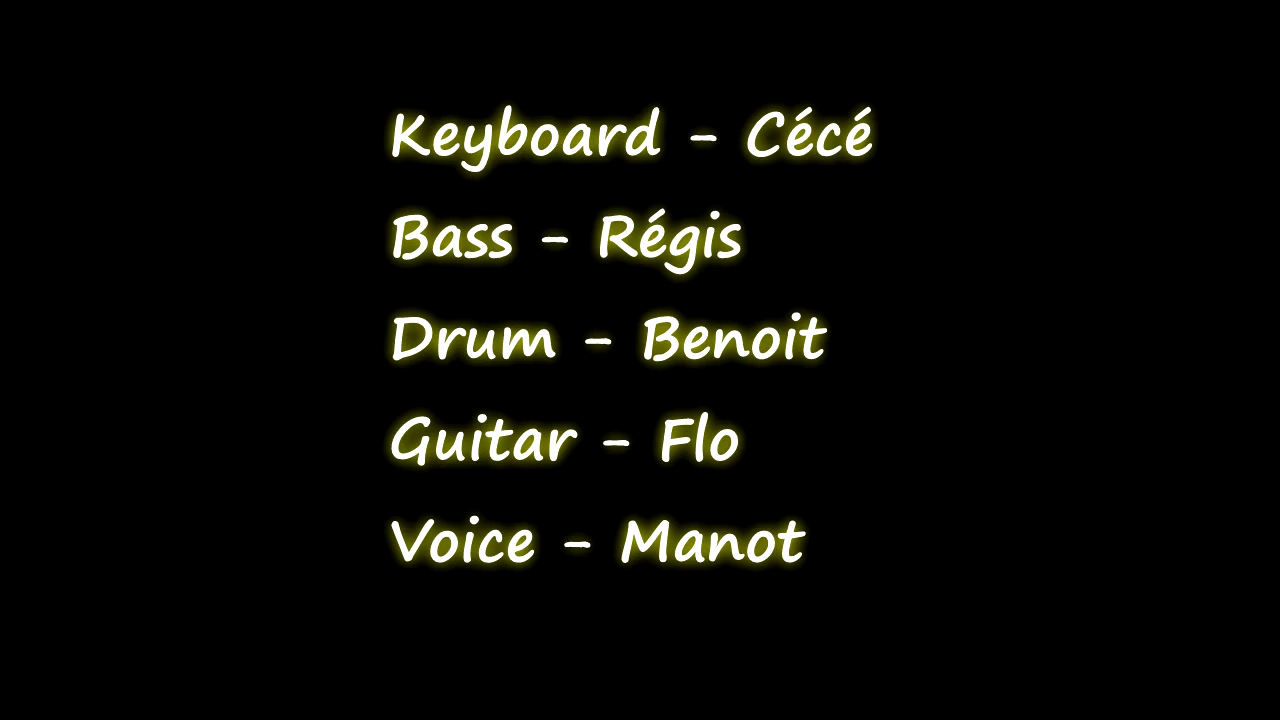 Keyboard - Cécé
Bass - Régis
Drum - Benoit
Guitar - Flo
Voice - Manot